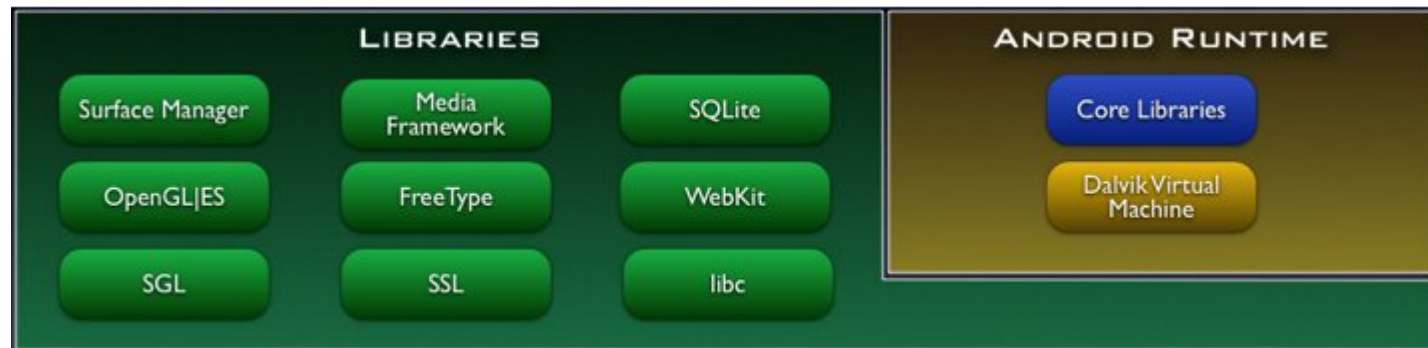 LIBRARIES
Surface Manager
Media
Framework
SQLite
OpenGL|ES
FreeType
WebKit
SGL
SSL
libc
ANDROID RUNTIME
Core Libraries
Dalvik Virtual
Machine